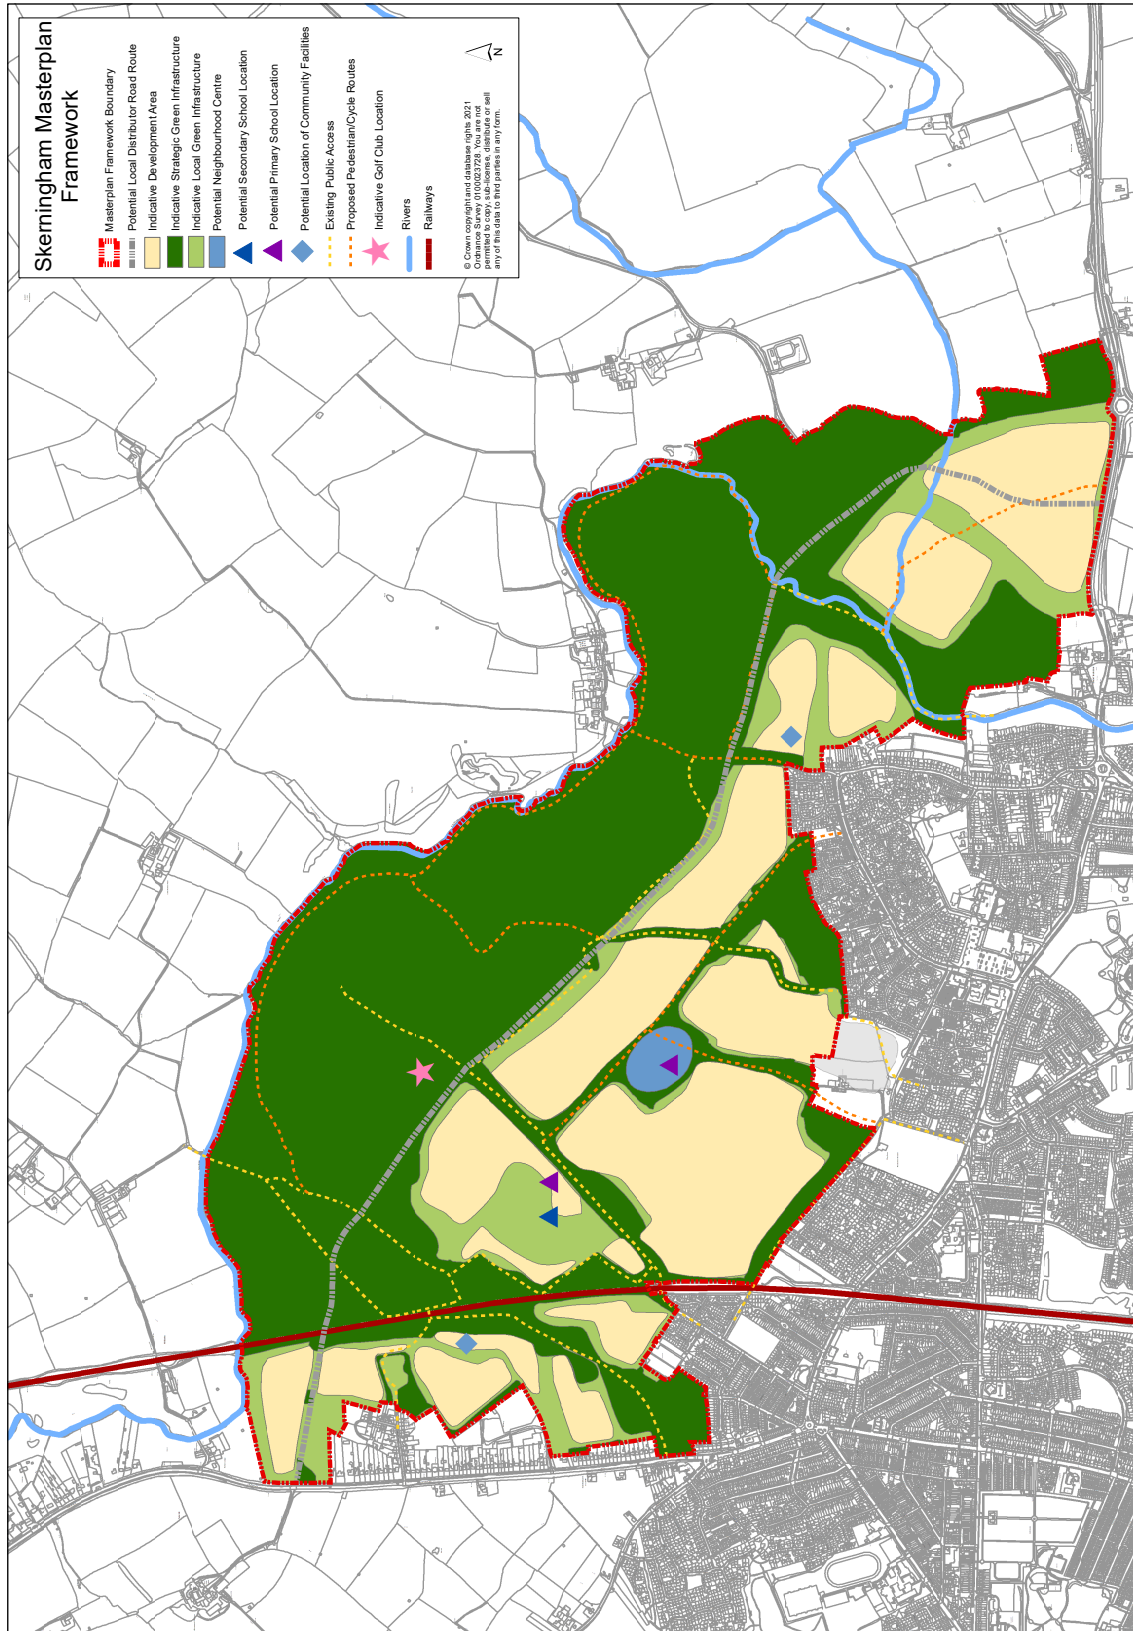 Skerningham Masterplan
Framework
Masterplan Framework Boundary
Potential Local Distributor Road Route
Indicative Development Area
Indicative Strategic Green Infrastructure
Indicative Local Green Infrastructure
Potential Neighbourhood Centre
Potential Secondary School Location
Potential Primary School Location
Potential Location of Community Facilities
Existing Public Access
Proposed Pedestrian/Cycle Routes
Indicative Golf Club Location
Rivers
Railways
N
© Crown copyright and database rights 2021
Ordnance Survey 0100023728. You are not
permitted to copy, sub-license, distribute or sell
any of this data to third parties in any form.